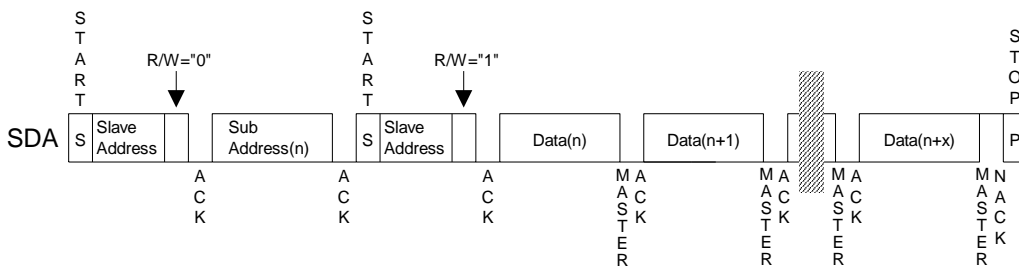 START
START
STOP
R/W="0"
R/W="1"
SDA
S
Slave
Address
Sub
Address(n)
S
Slave
Address
Data(n)
Data(n+1)
Data(n+x)
P
ACK
ACK
ACK
MASTER
ACK
MASTER
ACK
MASTER
ACK
MASTER
NACK